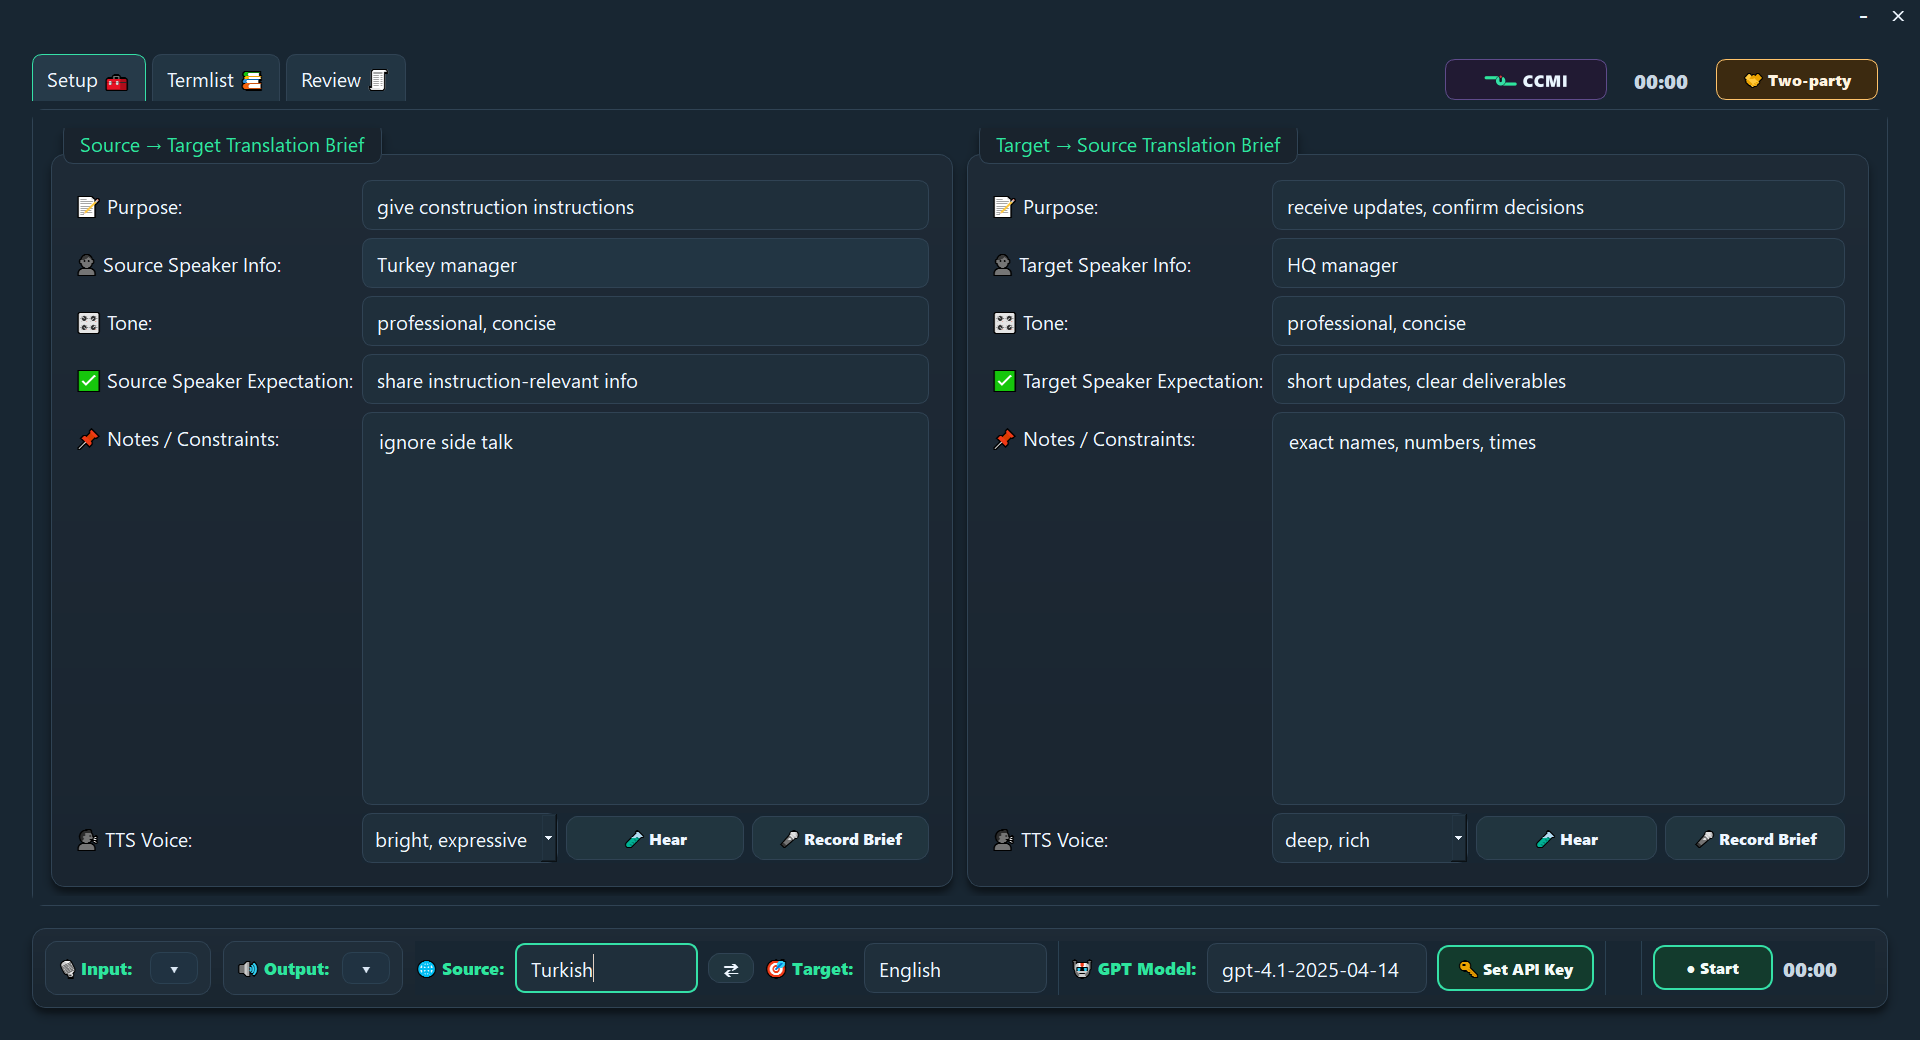 Setup
Termlist
Review
CCMI
00:00
Two-party
Source → Target Translation Brief
Purpose:
give construction instructions
Source Speaker Info:
Turkey manager
Tone:
professional, concise
Source Speaker Expectation:
share instruction-relevant info
Notes / Constraints:
ignore side talk
TTS Voice:
bright, expressive
Hear
Record Brief
Target → Source Translation Brief
Purpose:
receive updates, confirm decisions
Target Speaker Info:
HQ manager
Tone:
professional, concise
Target Speaker Expectation:
short updates, clear deliverables
Notes / Constraints:
exact names, numbers, times
TTS Voice:
deep, rich
Hear
Record Brief
Input:
Output:
Source:
Turkish
Target:
English
GPT Model:
gpt-4.1-2025-04-14
Set API Key
• Start
00:00